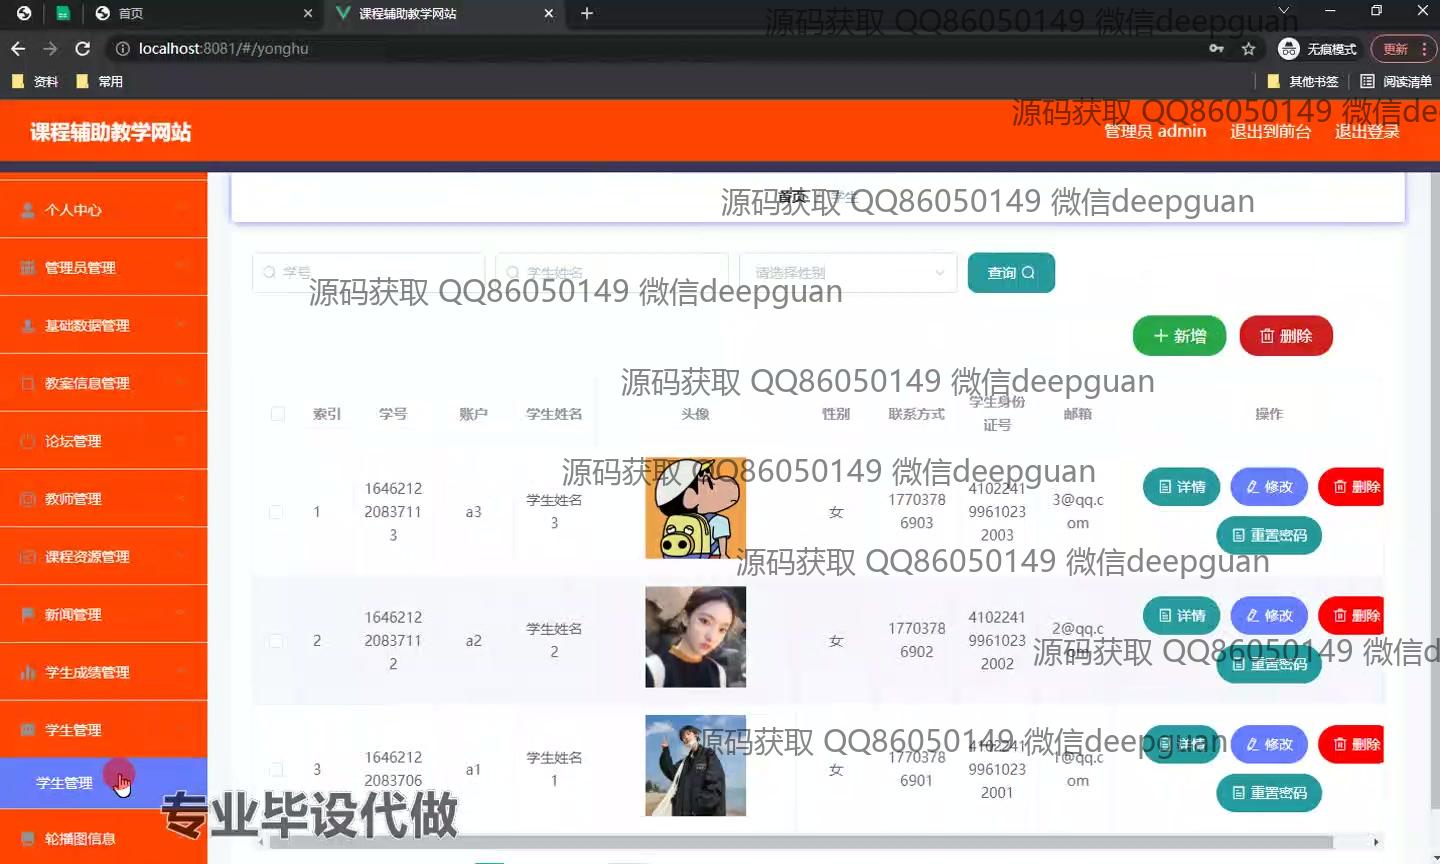 首页
课程辅助教学网站
localhost:8081/#/yonghu
无痕模式
更新
资料
常用
其他书签
阅读清单
源码获取 QQ86050149 微信deepguan
源码获取 QQ86050149 微信de
课程辅助教学网站
管理员 admin
退出到前台
退出登录
首页
学生
源码获取 QQ86050149 微信deepguan
个人中心
管理员管理
基础数据管理
教案信息管理
论坛管理
教师管理
课程资源管理
新闻管理
学生成绩管理
学生管理
学生管理
轮播图信息
学号
学生姓名
请选择性别
查询
源码获取 QQ86050149 微信deepguan
新增
删除
源码获取 QQ86050149 微信deepguan
索引 学号 账户 学生姓名 头像 性别 联系方式 学生身份证号 邮箱 操作
源码获取 QQ86050149 微信deepguan
1 164621220837113 a3 学生姓名3 女 17703786903 410224199610232003 3@qq.com 详情 修改 删除 重置密码
源码获取 QQ86050149 微信deepguan
2 164621220837112 a2 学生姓名2 女 17703786902 410224199610232002 2@qq.com 详情 修改 删除 重置密码
源码获取 QQ86050149 微信d
3 16462122083706 a1 学生姓名1 女 17703786901 410224199610232001 1@qq.com 详情 修改 删除 重置密码
源码获取 QQ86050149 微信deepguan
专业毕设代做